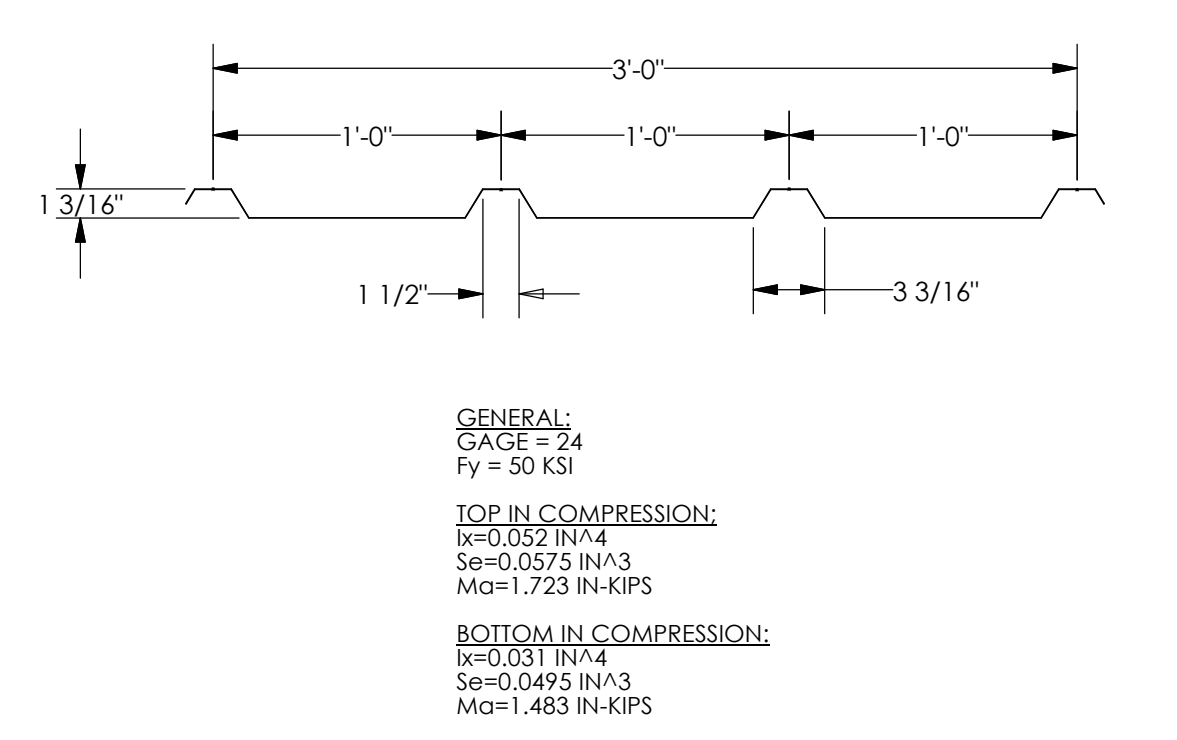 3'-0"
1'-0" 1'-0" 1'-0"
1 3/16"
1 1/2" 3 3/16"
GENERAL:
GAGE = 24
Fy = 50 KSI
TOP IN COMPRESSION;
Ix=0.052 IN^4
Se=0.0575 IN^3
Ma=1.723 IN-KIPS
BOTTOM IN COMPRESSION:
Ix=0.031 IN^4
Se=0.0495 IN^3
Ma=1.483 IN-KIPS